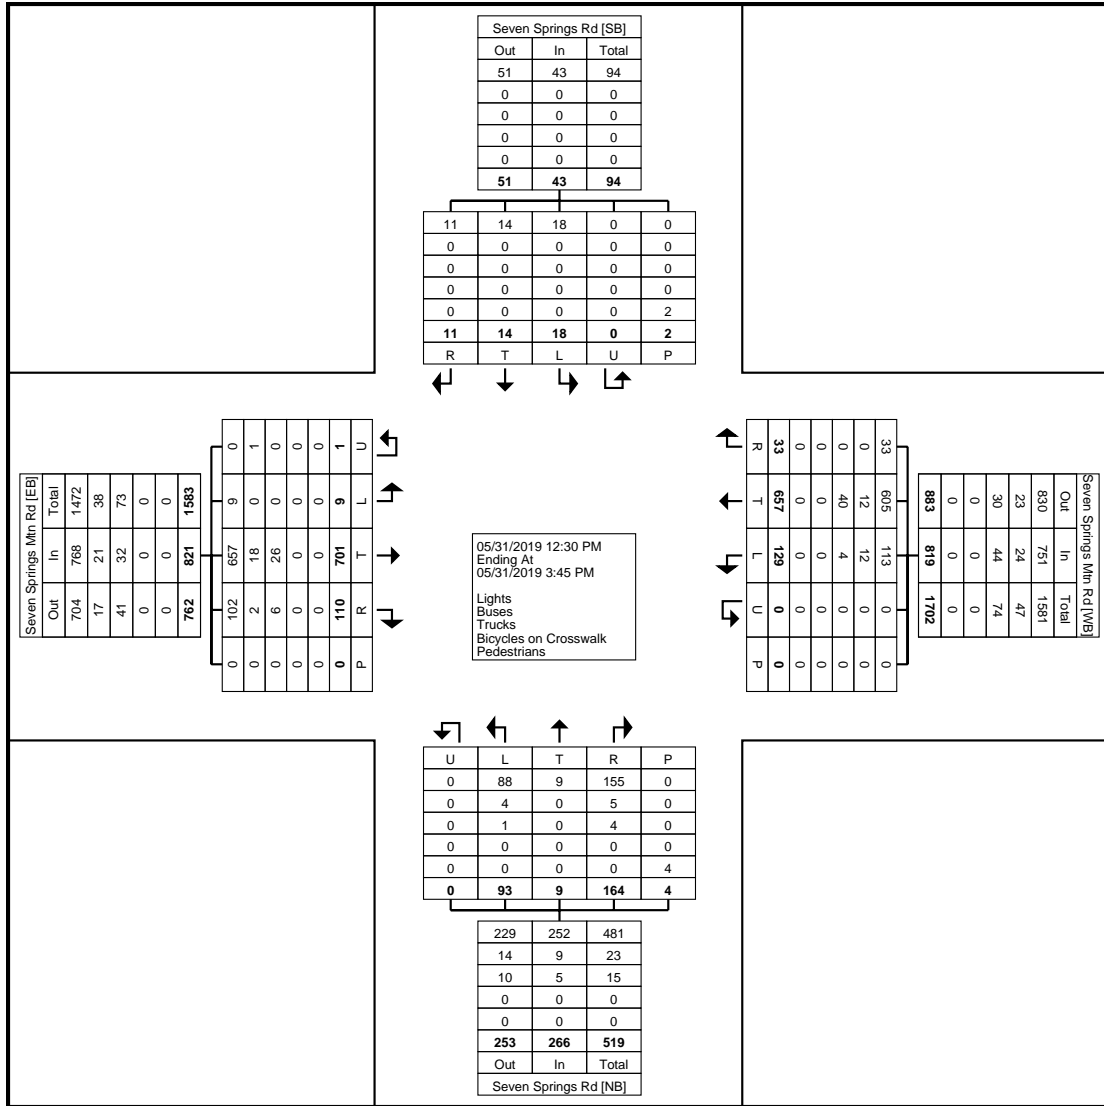 Seven Springs Rd [SB]
Out In Total
51 43 94
0 0 0
0 0 0
0 0 0
0 0 0
51 43 94
11 14 18 0 0
0 0 0 0 0
0 0 0 0 0
0 0 0 0 0
0 0 0 0 2
11 14 18 0 2
R T L U P
Seven Springs Mtn Rd [EB]
Out In Total
704 768 1472
17 21 38
41 32 73
0 0 0
0 0 0
762 821 1583
0 102 657 9 0
0 2 18 0 1
0 6 26 0 0
0 0 0 0 0
0 0 0 0 0
0 110 701 9 1
P R T L U
05/31/2019 12:30 PM
Ending At
05/31/2019 3:45 PM
Lights
Buses
Trucks
Bicycles on Crosswalk
Pedestrians
Seven Springs Mtn Rd [WB]
Out In Total
830 751 1581
23 24 47
30 44 74
0 0 0
0 0 0
883 819 1702
33 605 113 0 0
0 12 12 0 0
0 40 4 0 0
0 0 0 0 0
0 0 0 0 0
33 657 129 0 0
R T L U P
U L T R P
0 88 9 155 0
0 4 0 5 0
0 1 0 4 0
0 0 0 0 0
0 0 0 0 4
0 93 9 164 4
229 252 481
14 9 23
10 5 15
0 0 0
0 0 0
253 266 519
Out In Total
Seven Springs Rd [NB]